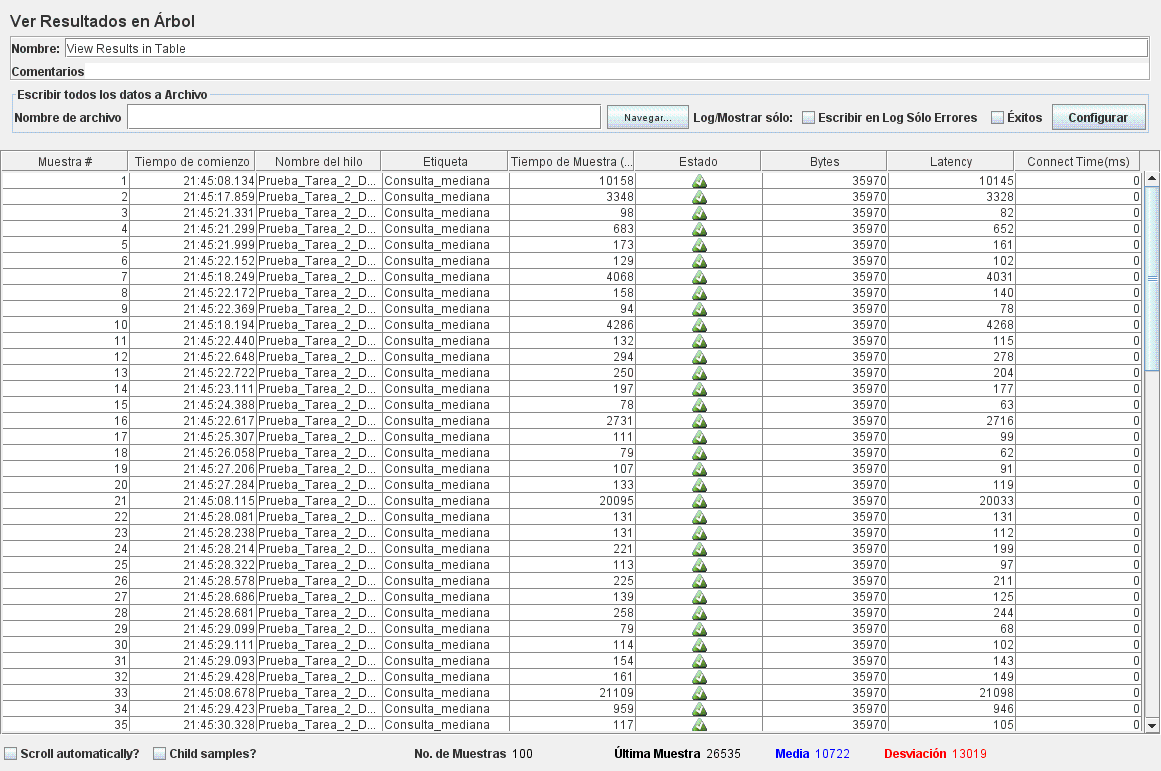 Ver Resultados en Árbol
Nombre: View Results in Table
Comentarios
Escribir todos los datos a Archivo
Nombre de archivo Navegar... Log/Mostrar sólo: Escribir en Log Sólo Errores Éxitos Configurar
Muestra # Tiempo de comienzo Nombre del hilo Etiqueta Tiempo de Muestra (... Estado Bytes Latency Connect Time(ms)
1 21:45:08.134 Prueba_Tarea_2_D... Consulta_mediana 10158 35970 10145 0
2 21:45:17.859 Prueba_Tarea_2_D... Consulta_mediana 3348 35970 3328 0
3 21:45:21.331 Prueba_Tarea_2_D... Consulta_mediana 98 35970 82 0
4 21:45:21.299 Prueba_Tarea_2_D... Consulta_mediana 683 35970 652 0
5 21:45:21.999 Prueba_Tarea_2_D... Consulta_mediana 173 35970 161 0
6 21:45:22.152 Prueba_Tarea_2_D... Consulta_mediana 129 35970 102 0
7 21:45:18.249 Prueba_Tarea_2_D... Consulta_mediana 4068 35970 4031 0
8 21:45:22.172 Prueba_Tarea_2_D... Consulta_mediana 158 35970 140 0
9 21:45:22.369 Prueba_Tarea_2_D... Consulta_mediana 94 35970 78 0
10 21:45:18.194 Prueba_Tarea_2_D... Consulta_mediana 4286 35970 4268 0
11 21:45:22.440 Prueba_Tarea_2_D... Consulta_mediana 132 35970 115 0
12 21:45:22.648 Prueba_Tarea_2_D... Consulta_mediana 294 35970 278 0
13 21:45:22.722 Prueba_Tarea_2_D... Consulta_mediana 250 35970 204 0
14 21:45:23.111 Prueba_Tarea_2_D... Consulta_mediana 197 35970 177 0
15 21:45:24.388 Prueba_Tarea_2_D... Consulta_mediana 78 35970 63 0
16 21:45:22.617 Prueba_Tarea_2_D... Consulta_mediana 2731 35970 2716 0
17 21:45:25.307 Prueba_Tarea_2_D... Consulta_mediana 111 35970 99 0
18 21:45:26.058 Prueba_Tarea_2_D... Consulta_mediana 79 35970 62 0
19 21:45:27.206 Prueba_Tarea_2_D... Consulta_mediana 107 35970 91 0
20 21:45:27.284 Prueba_Tarea_2_D... Consulta_mediana 133 35970 119 0
21 21:45:08.115 Prueba_Tarea_2_D... Consulta_mediana 20095 35970 20033 0
22 21:45:28.081 Prueba_Tarea_2_D... Consulta_mediana 131 35970 131 0
23 21:45:28.238 Prueba_Tarea_2_D... Consulta_mediana 131 35970 112 0
24 21:45:28.214 Prueba_Tarea_2_D... Consulta_mediana 221 35970 199 0
25 21:45:28.322 Prueba_Tarea_2_D... Consulta_mediana 113 35970 97 0
26 21:45:28.578 Prueba_Tarea_2_D... Consulta_mediana 225 35970 211 0
27 21:45:28.686 Prueba_Tarea_2_D... Consulta_mediana 139 35970 125 0
28 21:45:28.681 Prueba_Tarea_2_D... Consulta_mediana 258 35970 244 0
29 21:45:29.099 Prueba_Tarea_2_D... Consulta_mediana 79 35970 68 0
30 21:45:29.111 Prueba_Tarea_2_D... Consulta_mediana 114 35970 102 0
31 21:45:29.093 Prueba_Tarea_2_D... Consulta_mediana 154 35970 143 0
32 21:45:29.428 Prueba_Tarea_2_D... Consulta_mediana 161 35970 149 0
33 21:45:08.678 Prueba_Tarea_2_D... Consulta_mediana 21109 35970 21098 0
34 21:45:29.423 Prueba_Tarea_2_D... Consulta_mediana 959 35970 946 0
35 21:45:30.328 Prueba_Tarea_2_D... Consulta_mediana 117 35970 105 0
Scroll automatically? Child samples? No. de Muestras 100 Última Muestra 26535 Media 10722 Desviación 13019